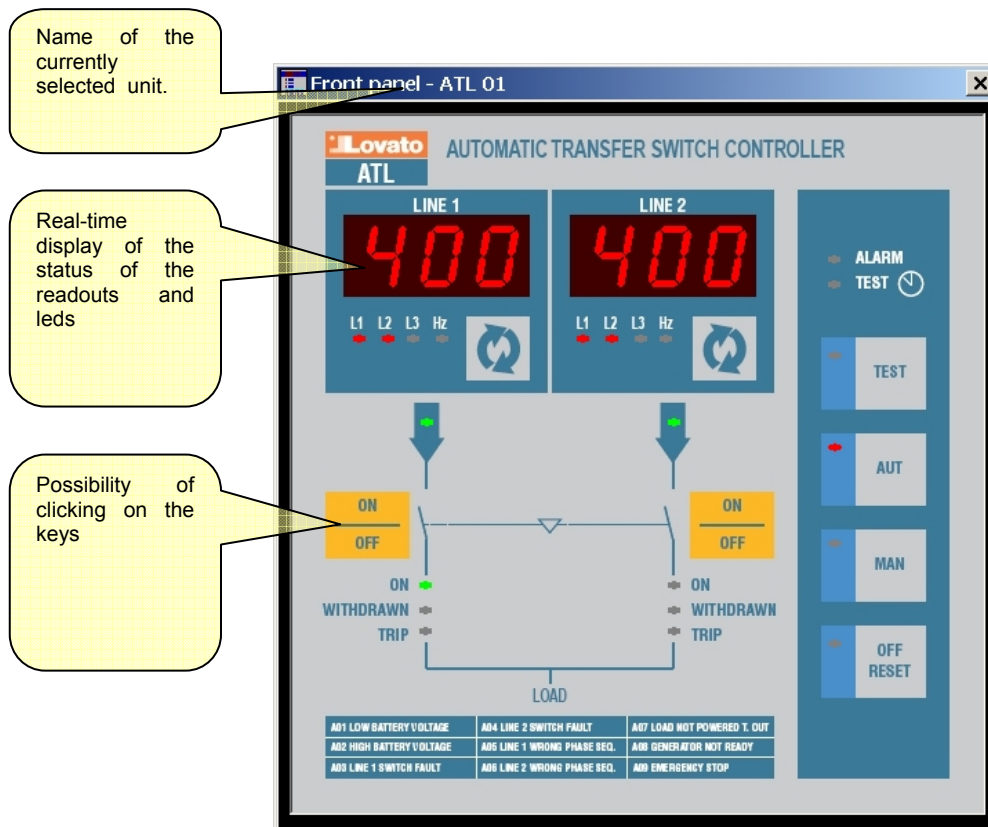 Name of the
currently
selected unit.
Front panel - ATL 01
Lovato
ATL
AUTOMATIC TRANSFER SWITCH CONTROLLER
Real-time
display of the
status of the
readouts and
leds
LINE 1
400
L1 L2 L3 Hz
LINE 2
400
L1 L2 L3 Hz
ALARM
TEST
TEST
AUT
MAN
OFF
RESET
Possibility of
clicking on the
keys
ON
OFF
ON
OFF
ON
WITHDRAWN
TRIP
ON
WITHDRAWN
TRIP
LOAD
A01 LOW BATTERY VOLTAGE
A02 HIGH BATTERY VOLTAGE
A03 LINE 1 SWITCH FAULT
A04 LINE 2 SWITCH FAULT
A05 LINE 1 WRONG PHASE SEQ.
A06 LINE 2 WRONG PHASE SEQ.
A07 LOAD NOT POWERED T. OUT
A08 GENERATOR NOT READY
A09 EMERGENCY STOP